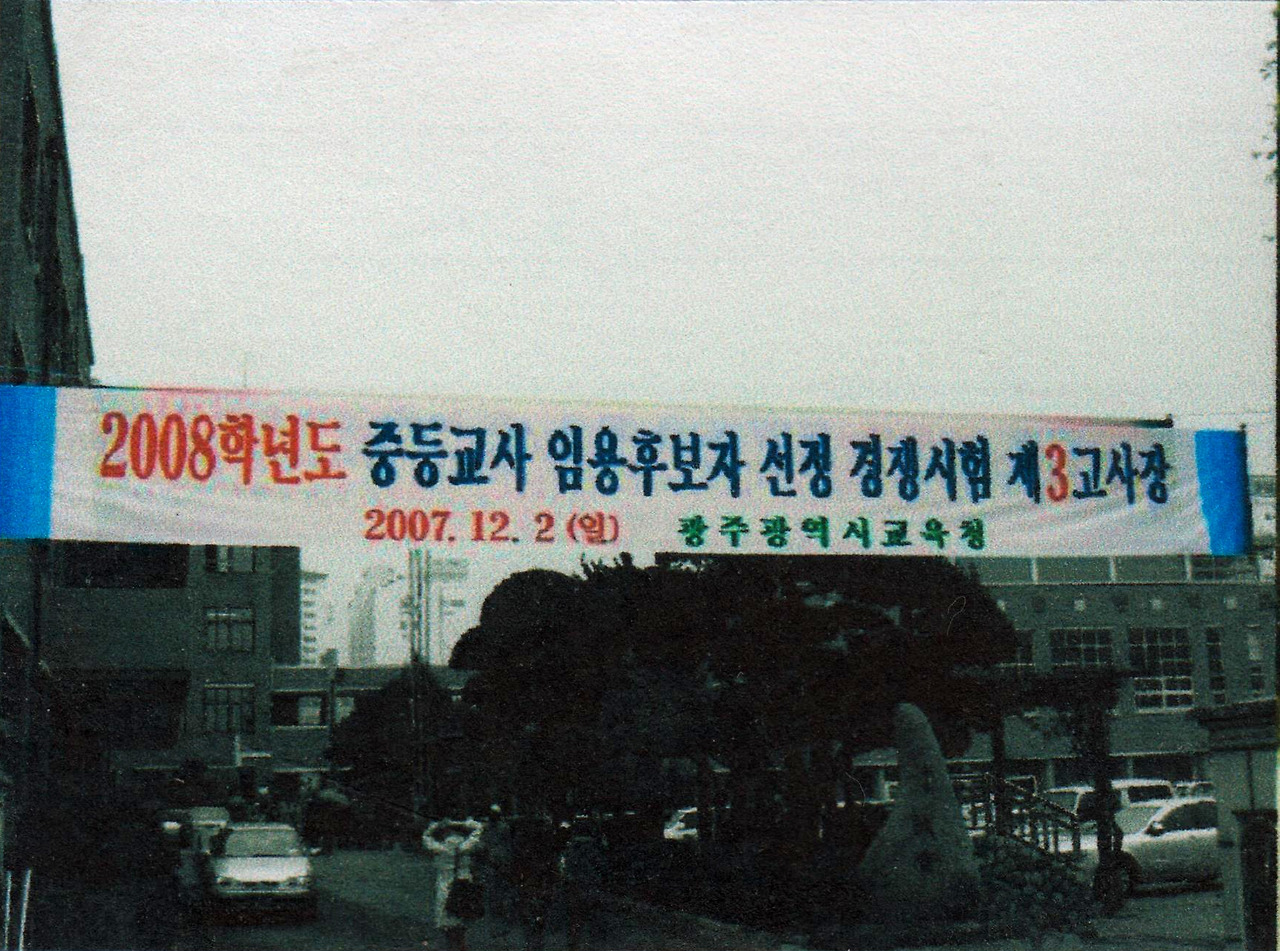 2008학년도 중등교사 임용후보자 선정 경쟁시험 제3고사장
2007. 12. 2 (일) 광주광역시교육청